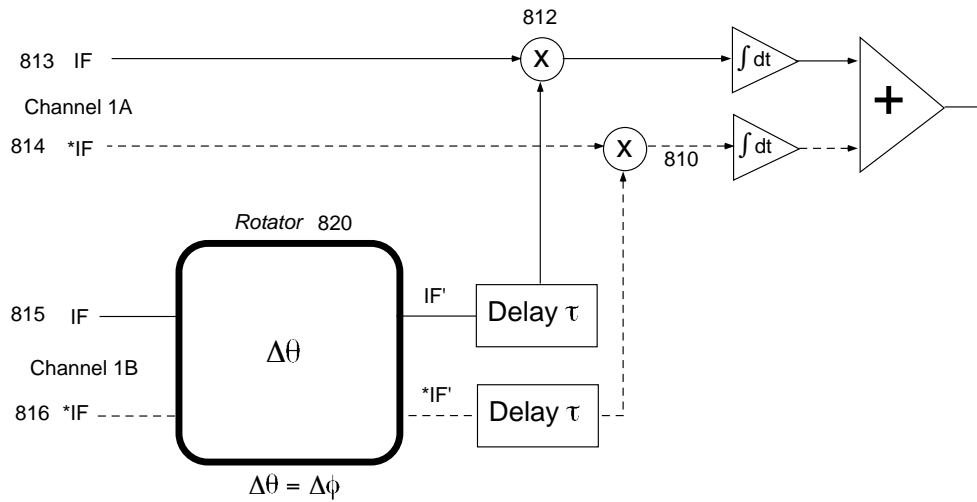 812
813 IF
X
∫ dt
Channel 1A
+
814 *IF
X
810
∫ dt
Rotator 820
815 IF
IF'
Delay τ
Δθ
Channel 1B
816 *IF
*IF'
Delay τ
Δθ = Δϕ